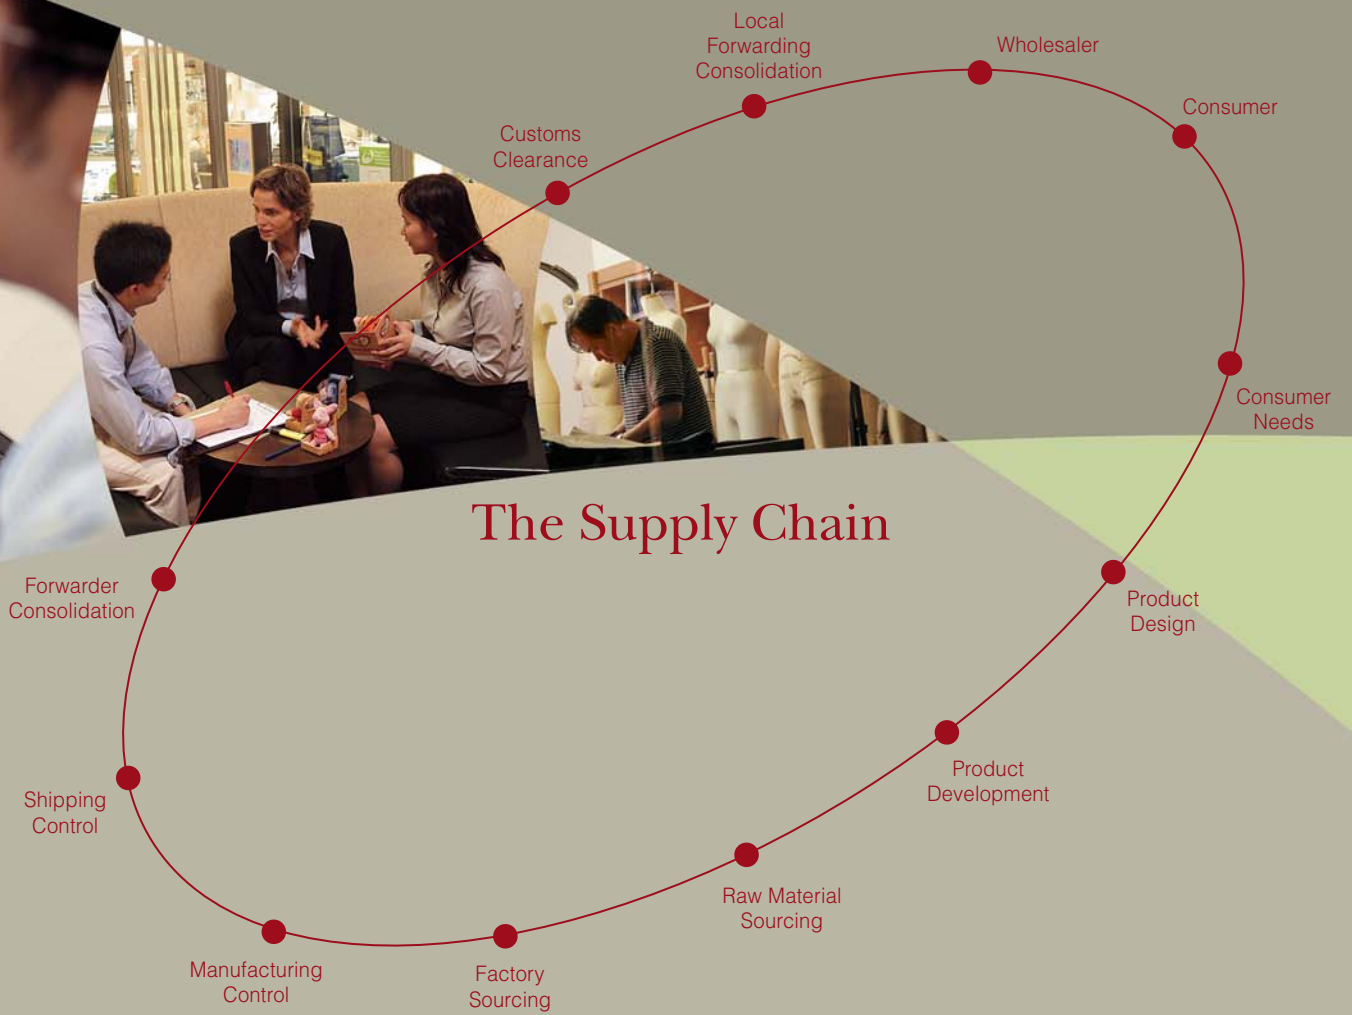 Local
Forwarding
Consolidation
Wholesaler
Consumer
Customs
Clearance
Consumer
Needs
The Supply Chain
Forwarder
Consolidation
Product
Design
Product
Development
Shipping
Control
Raw Material
Sourcing
Manufacturing
Control
Factory
Sourcing